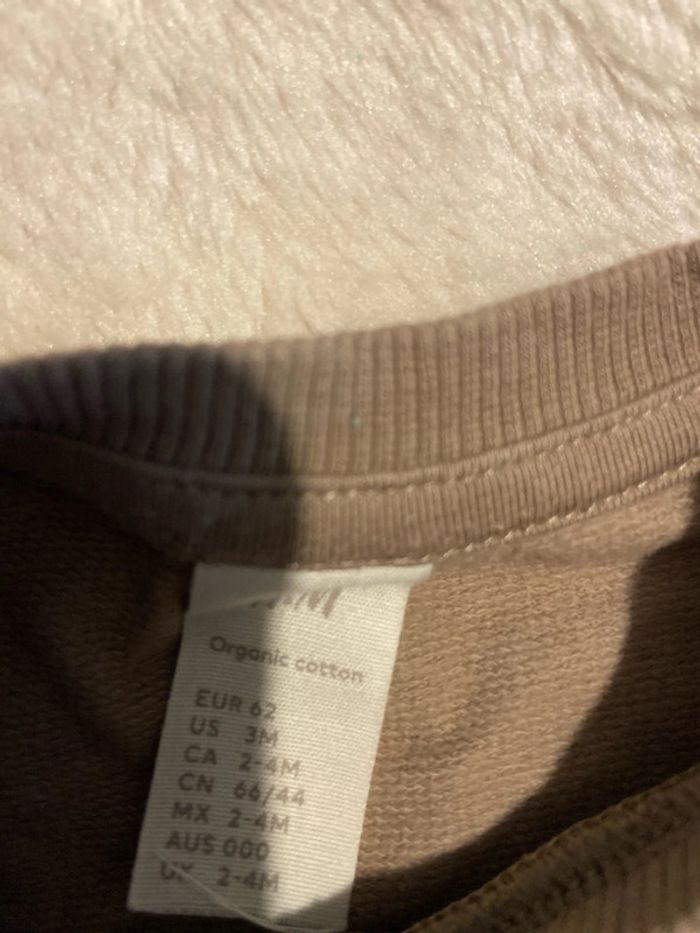 H&M
Organic cotton
EUR 62
US 3M
CA 2-4M
CN 66/44
MX 2-4M
AUS 000
UK 2-4M